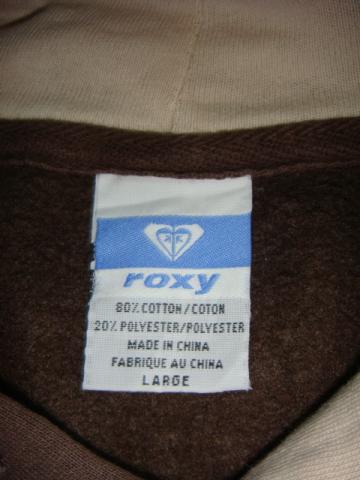 roxy
80% COTTON/COTON
20% POLYESTER/POLYESTER
MADE IN CHINA
FABRIQUE AU CHINA
LARGE